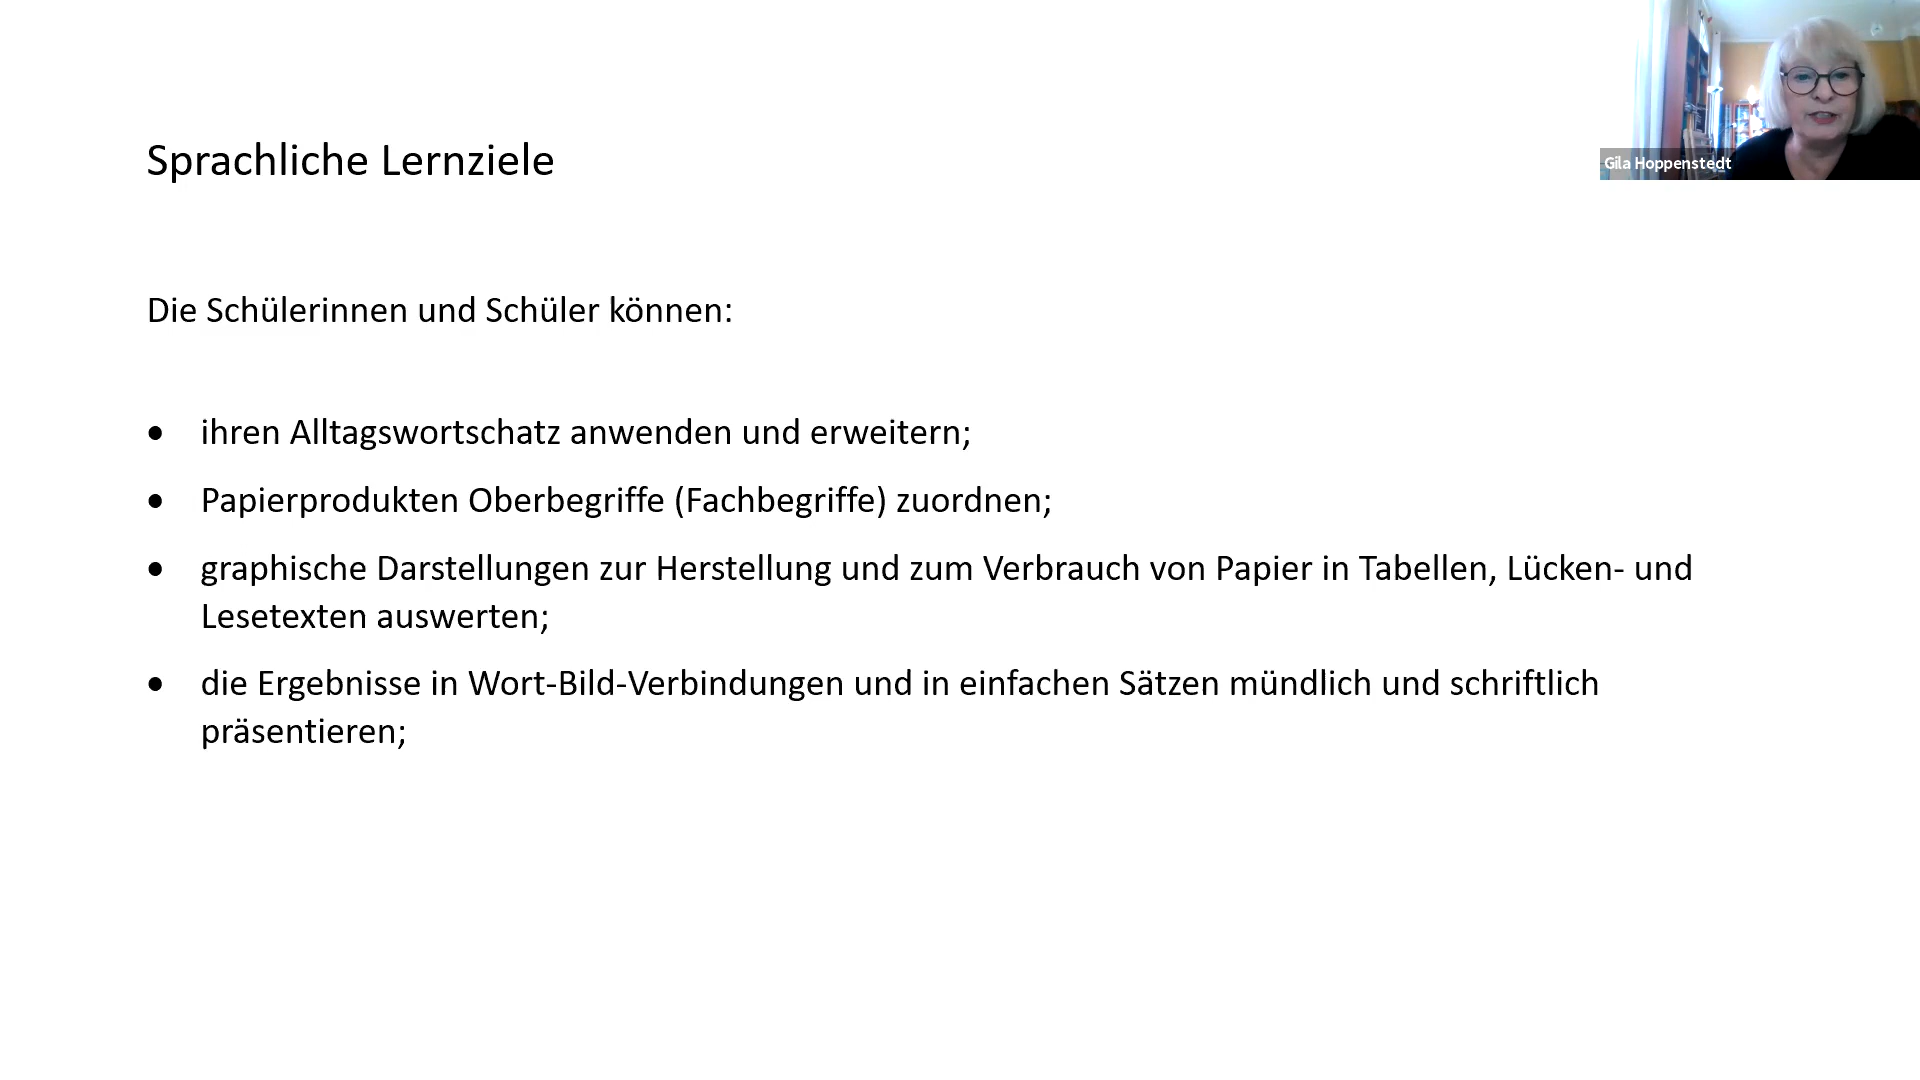 Sprachliche Lernziele
Gila Hoppenstedt
Die Schülerinnen und Schüler können:
• ihren Alltagswortschatz anwenden und erweitern;
• Papierprodukten Oberbegriffe (Fachbegriffe) zuordnen;
• graphische Darstellungen zur Herstellung und zum Verbrauch von Papier in Tabellen, Lücken- und
Lesetexten auswerten;
• die Ergebnisse in Wort-Bild-Verbindungen und in einfachen Sätzen mündlich und schriftlich
präsentieren;